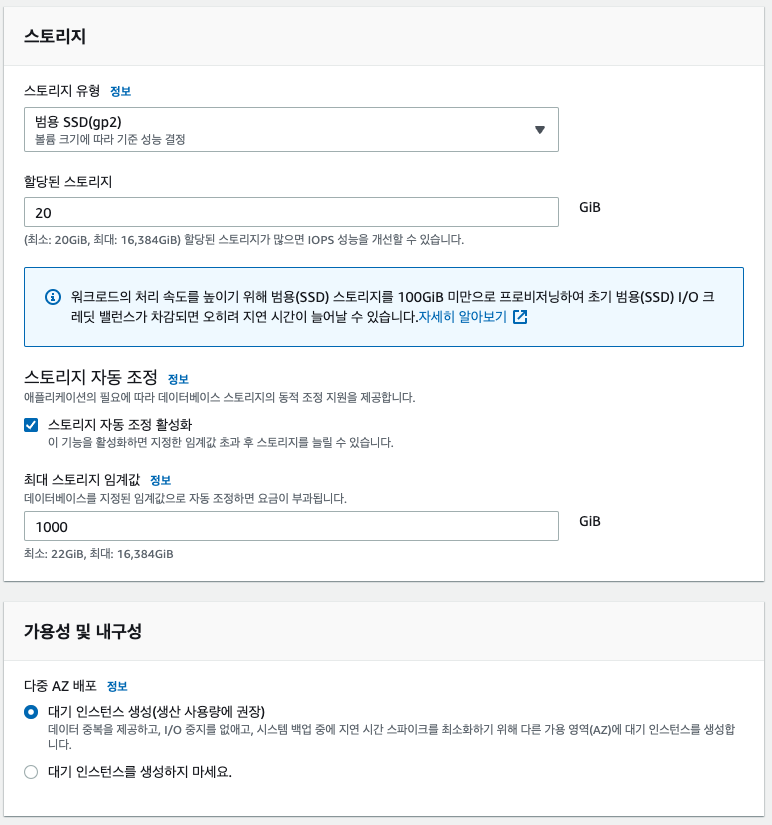 스토리지
스토리지 유형 정보
범용 SSD(gp2)
볼륨 크기에 따라 기준 성능 결정
할당된 스토리지
20 GiB
(최소: 20GiB, 최대: 16,384GiB) 할당된 스토리지가 많으면 IOPS 성능을 개선할 수 있습니다.
워크로드의 처리 속도를 높이기 위해 범용(SSD) 스토리지를 100GiB 미만으로 프로비저닝하여 초기 범용(SSD) I/O 크
레딧 밸런스가 차감되면 오히려 지연 시간이 늘어날 수 있습니다.자세히 알아보기
스토리지 자동 조정 정보
애플리케이션의 필요에 따라 데이터베이스 스토리지의 동적 조정 지원을 제공합니다.
스토리지 자동 조정 활성화
이 기능을 활성화하면 지정한 임계값 초과 후 스토리지를 늘릴 수 있습니다.
최대 스토리지 임계값 정보
데이터베이스를 지정된 임계값으로 자동 조정하면 요금이 부과됩니다.
1000 GiB
최소: 22GiB, 최대: 16,384GiB
가용성 및 내구성
다중 AZ 배포 정보
대기 인스턴스 생성(생산 사용량에 권장)
데이터 중복을 제공하고, I/O 중지를 없애고, 시스템 백업 중에 지연 시간 스파이크를 최소화하기 위해 다른 가용 영역(AZ)에 대기 인스턴스를 생성합
니다.
대기 인스턴스를 생성하지 마세요.